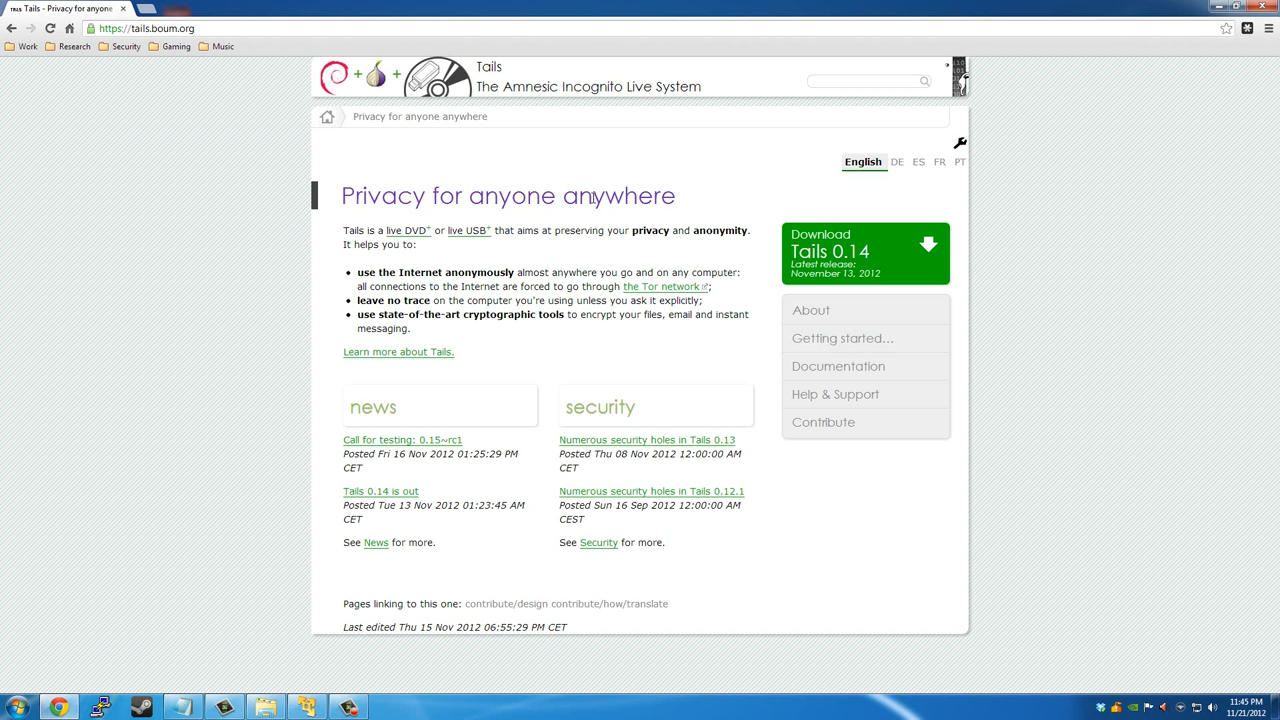 Tails - Privacy for anyone
https://tails.boum.org
Work Research Security Gaming Music
Tails
The Amnesic Incognito Live System
Privacy for anyone anywhere
English DE ES FR PT
Privacy for anyone anywhere
Tails is a live DVD+ or live USB+ that aims at preserving your privacy and anonymity.
It helps you to:
• use the Internet anonymously almost anywhere you go and on any computer:
all connections to the Internet are forced to go through the Tor network;
• leave no trace on the computer you're using unless you ask it explicitly;
• use state-of-the-art cryptographic tools to encrypt your files, email and instant
messaging.
Learn more about Tails.
Download
Tails 0.14
Latest release:
November 13, 2012
About
Getting started...
Documentation
Help & Support
Contribute
news
Call for testing: 0.15~rc1
Posted Fri 16 Nov 2012 01:25:29 PM
CET
Tails 0.14 is out
Posted Tue 13 Nov 2012 01:23:45 AM
CET
See News for more.
security
Numerous security holes in Tails 0.13
Posted Thu 08 Nov 2012 12:00:00 AM
CET
Numerous security holes in Tails 0.12.1
Posted Sun 16 Sep 2012 12:00:00 AM
CEST
See Security for more.
Pages linking to this one: contribute/design contribute/how/translate
Last edited Thu 15 Nov 2012 06:55:29 PM CET
11:45 PM
11/21/2012